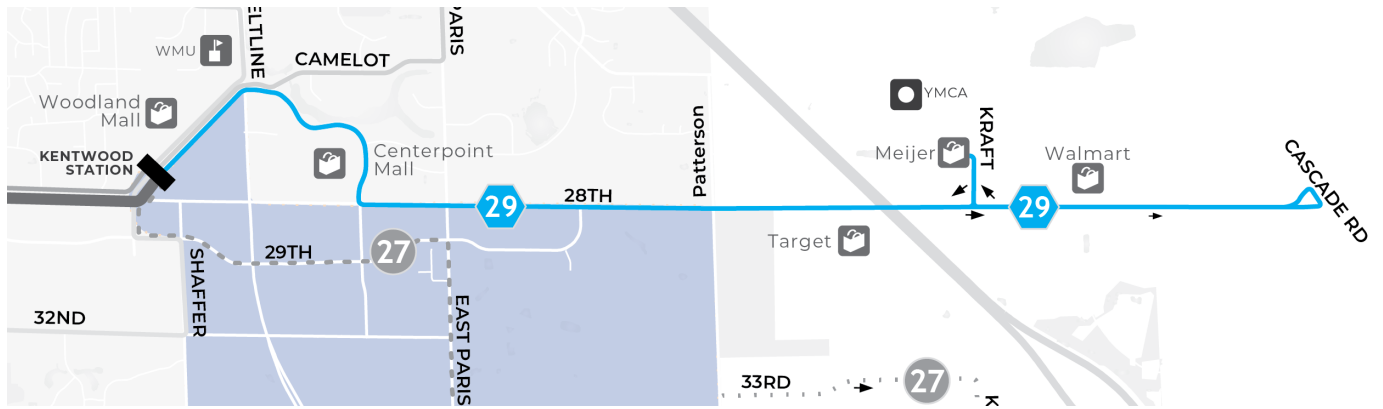 ELTLINE
PARIS
WMU
CAMELOT
Woodland
Mall
KENTWOOD
STATION
Centerpoint
Mall
Patterson
YMCA
KRAFT
Meijer
Walmart
CASCADE RD
29
28TH
29
Target
29TH
27
SHAFFER
32ND
EAST PARIS
33RD
27
K